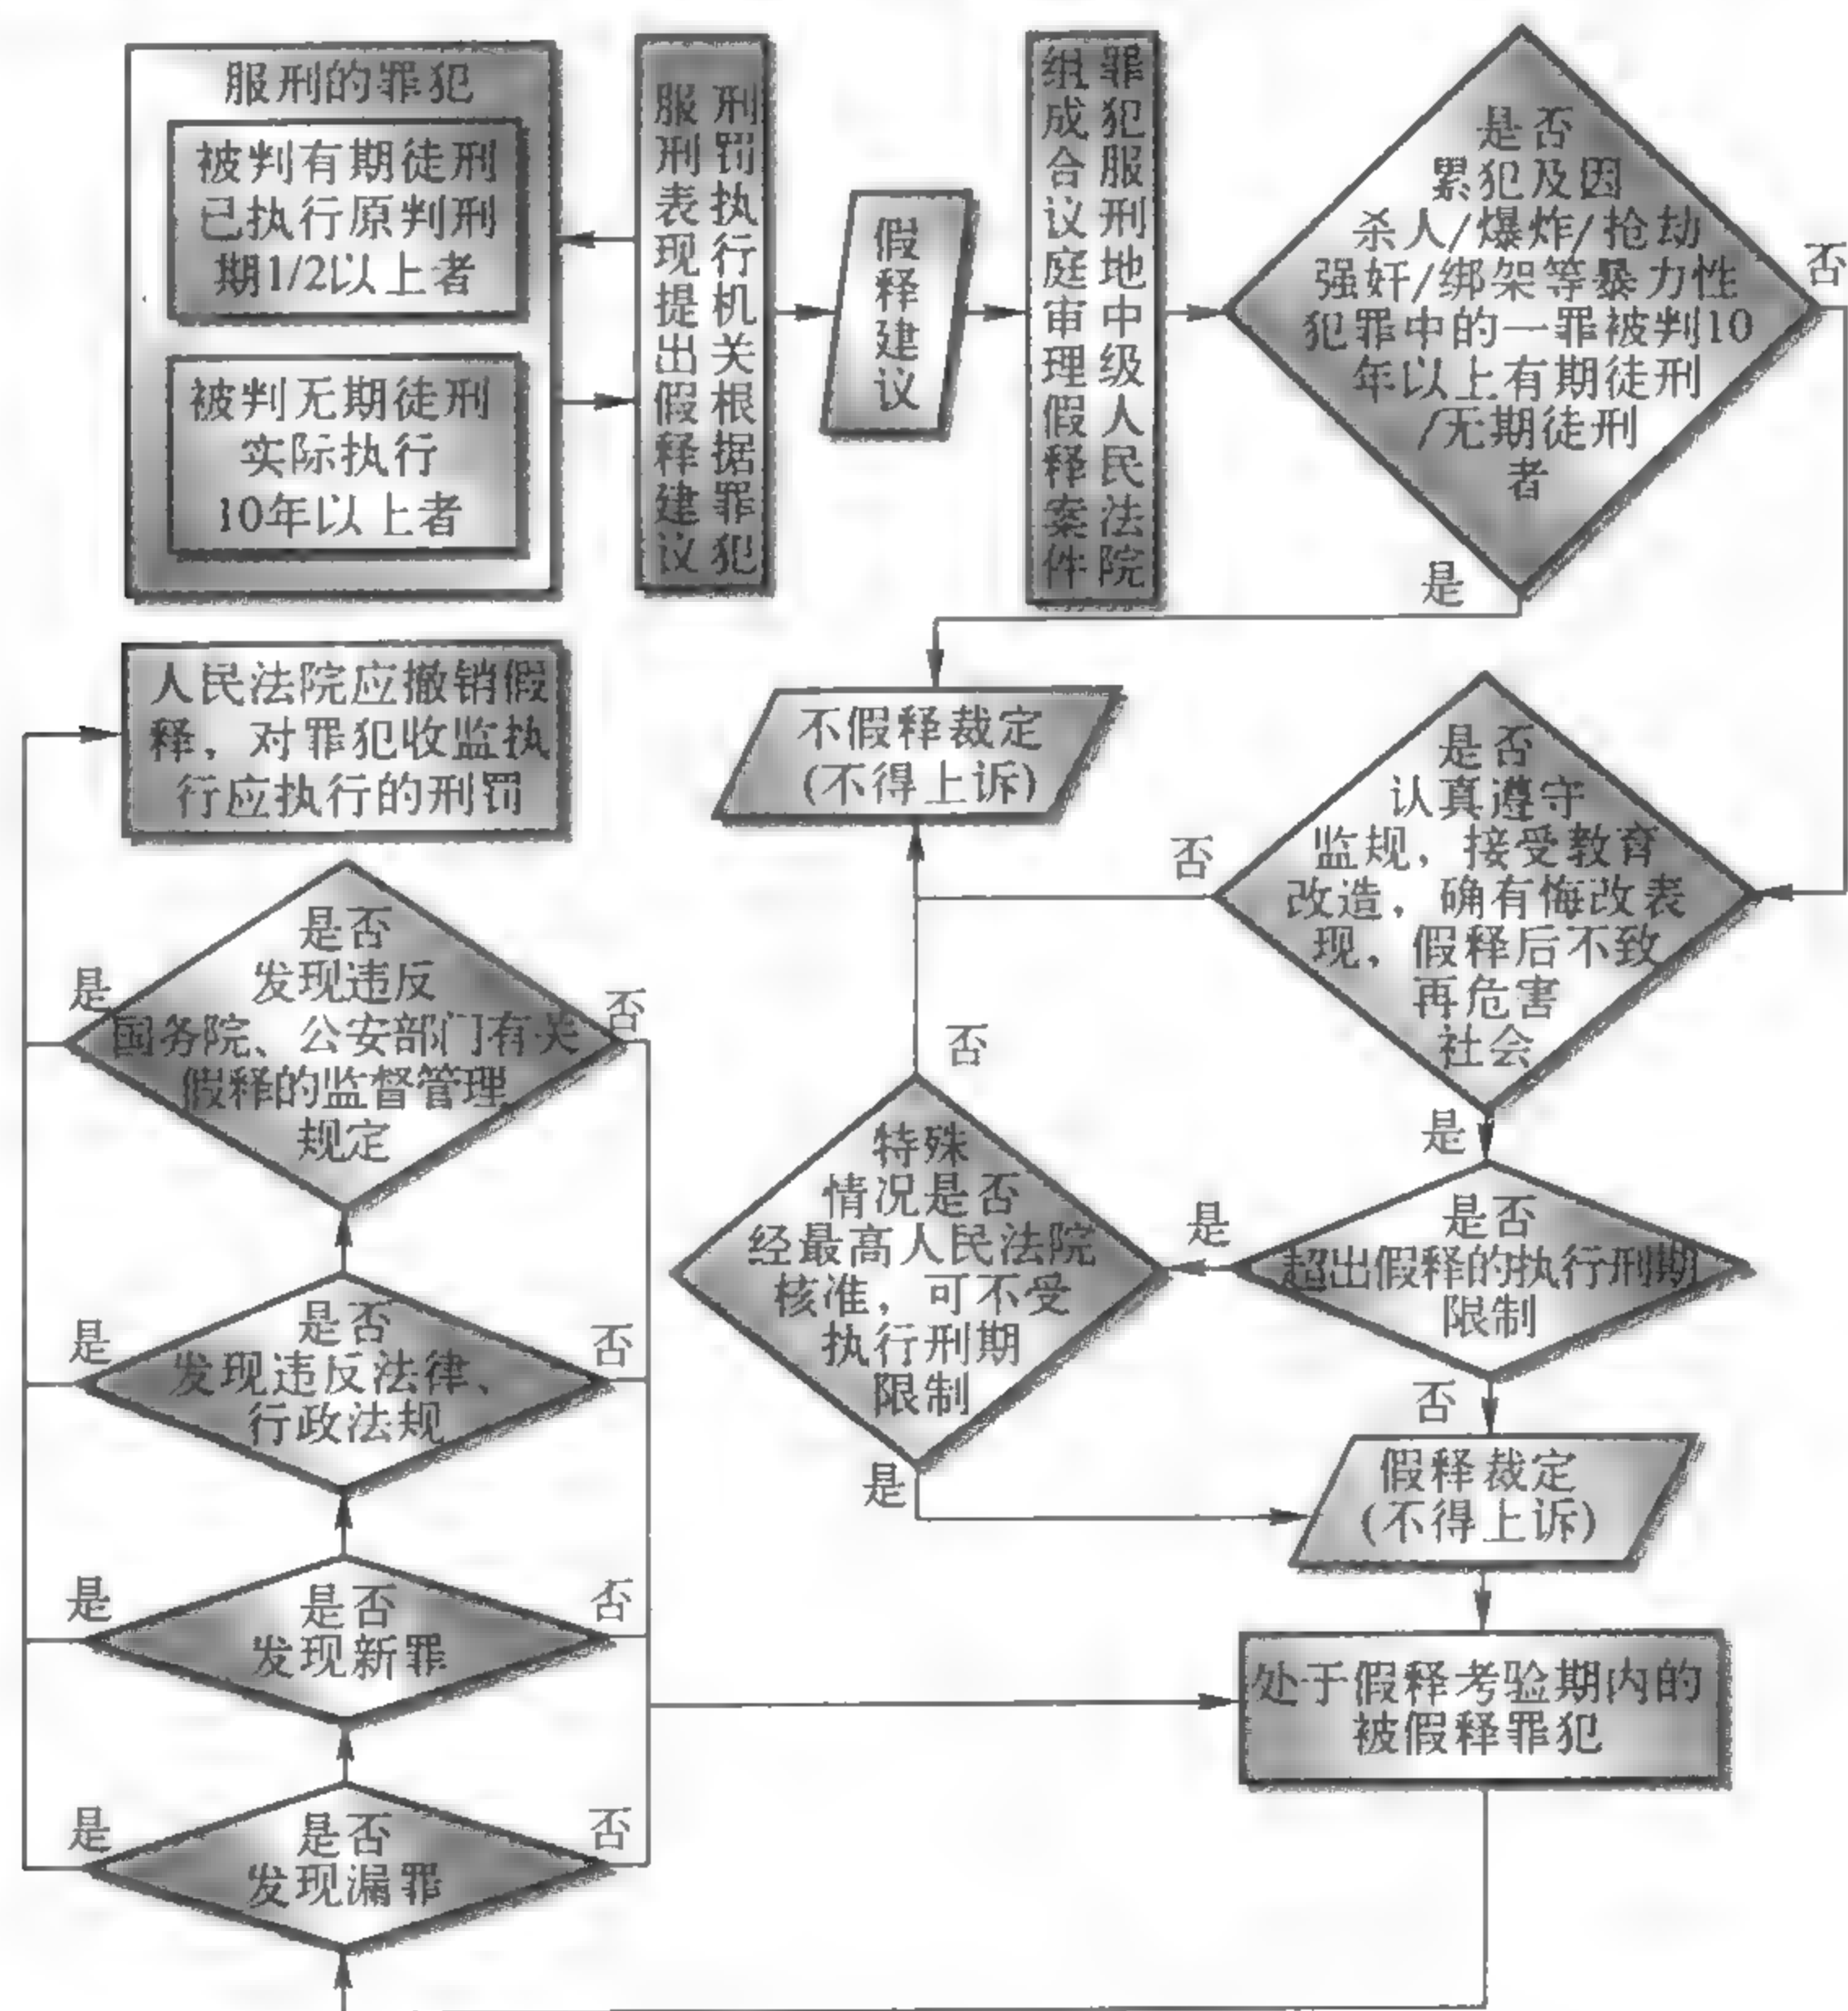 服刑的罪犯
被判有期徒刑
已执行原判刑
期1/2以上者
被判无期徒刑
实际执行
10年以上者
刑罚执行机关根据罪犯
服刑表现提出假释建议
假释建议
罪犯服刑地中级人民法院
组成合议庭审理假释案件
是否
累犯及因
杀人/爆炸/抢劫
强奸/绑架等暴力性
犯罪中的一罪被判10
年以上有期徒刑
/无期徒刑
者
否
是
不假释裁定
(不得上诉)
是否
认真遵守
监规，接受教育
改造，确有悔改表
现，假释后不致
再危害
社会
否
是
是否
超出假释的执行刑期
限制
是
否
特殊
情况是否
经最高人民法院
核准，可不受
执行刑期
限制
否
是
假释裁定
(不得上诉)
处于假释考验期内的
被假释罪犯
人民法院应撤销假
释，对罪犯收监执
行应执行的刑罚
是否
发现违反
国务院、公安部门有关
假释的监督管理
规定
是
否
是否
发现违反法律、
行政法规
是
否
是否
发现新罪
是
否
是否
发现漏罪
是
否